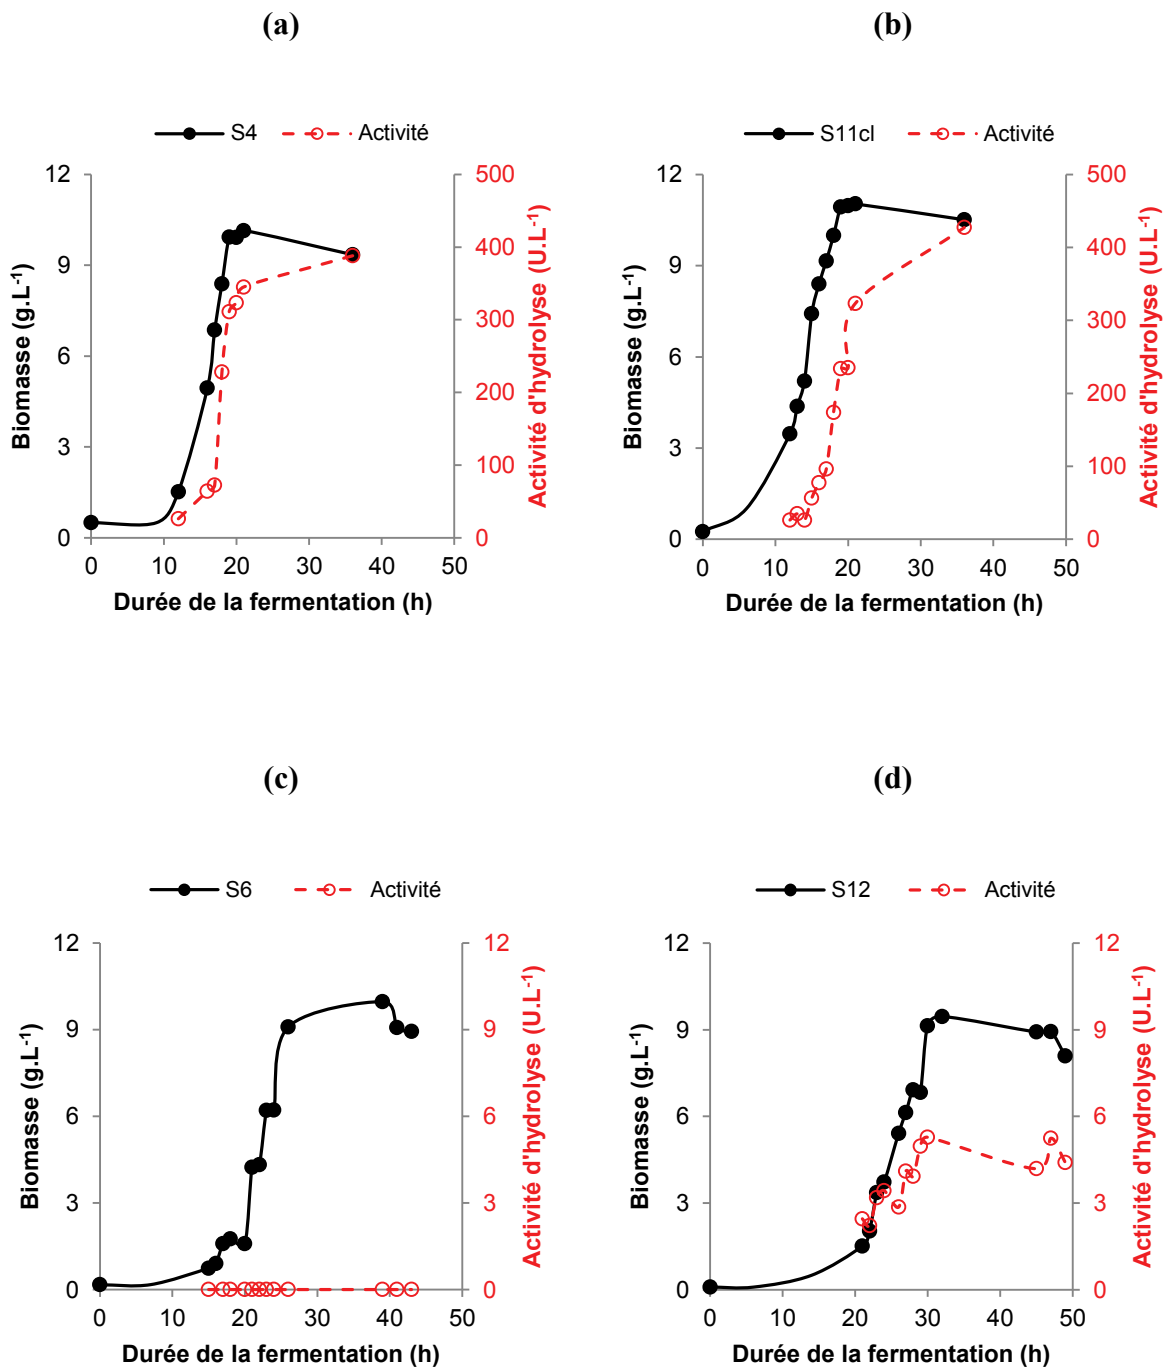 (a)
(b)
S4 Activité
S11cl Activité
12 500
9 400
300
6
200
3
100
0 0
0 10 20 30 40 50
Biomasse (g.L-1)
Activité d'hydrolyse (U.L-1)
Durée de la fermentation (h)
12 500
9 400
300
6
200
3
100
0 0
0 10 20 30 40 50
Biomasse (g.L-1)
Activité d'hydrolyse (U.L-1)
Durée de la fermentation (h)
(c)
(d)
S6 Activité
S12 Activité
12 12
9 9
6 6
3 3
0 0
0 10 20 30 40 50
Biomasse (g.L-1)
Activité d'hydrolyse (U.L-1)
Durée de la fermentation (h)
12 12
9 9
6 6
3 3
0 0
0 10 20 30 40 50
Biomasse (g.L-1)
Activité d'hydrolyse (U.L-1)
Durée de la fermentation (h)